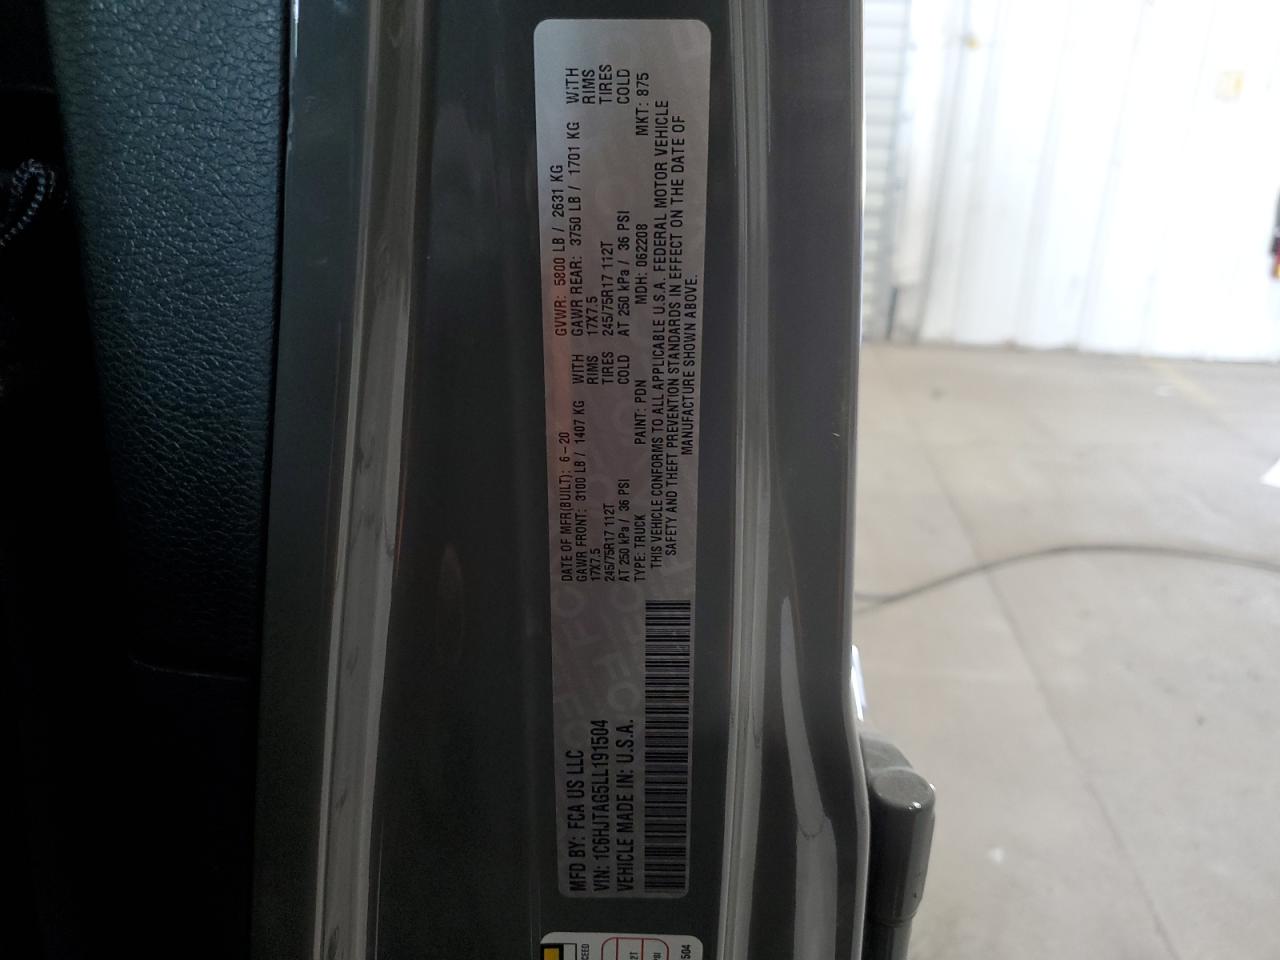 MFD BY: FCA US LLC
VIN: 1C6HJTAG5LL191504
VEHICLE MADE IN: U.S.A.
DATE OF MFR(BUILT): 6-20 GVWR: 5800 LB / 2631 KG
GAWR FRONT: 3100 LB / 1407 KG WITH GAWR REAR: 3750 LB / 1701 KG WITH
17X7.5 RIMS 17X7.5 RIMS
245/75R17 112T TIRES 245/75R17 112T TIRES
AT 250 kPa / 36 PSI COLD AT 250 kPa / 36 PSI COLD
TYPE: TRUCK PAINT: PDN MDH: 062208 MKT: 875
THIS VEHICLE CONFORMS TO ALL APPLICABLE U.S.A. FEDERAL MOTOR VEHICLE
SAFETY AND THEFT PREVENTION STANDARDS IN EFFECT ON THE DATE OF
MANUFACTURE SHOWN ABOVE.
CEED
2T
PSI
504